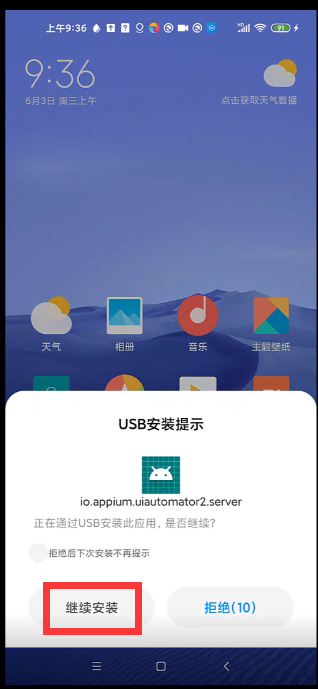 上午9:36
91
9:36
6月3日 周三上午
点击获取天气数据
天气
相册
音乐
主题壁纸
USB安装提示
io.appium.uiautomator2.server
正在通过USB安装此应用，是否继续?
拒绝后下次安装不再提示
继续安装
拒绝(10)